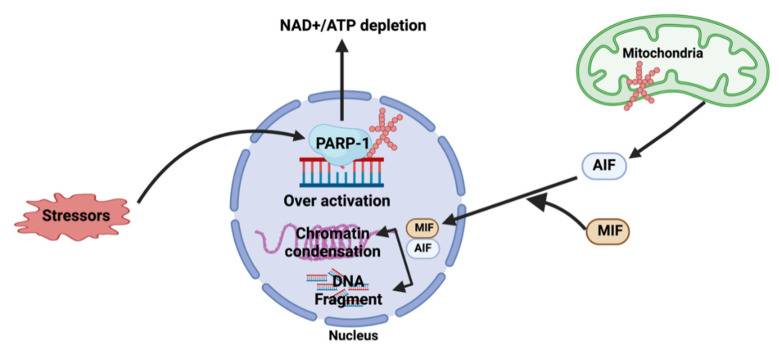 NAD+/ATP depletion
Mitochondria
PARP-1
AIF
Over activation
Stressors
MIF
MIF
AIF
Chromatin
condensation
DNA
Fragment
Nucleus